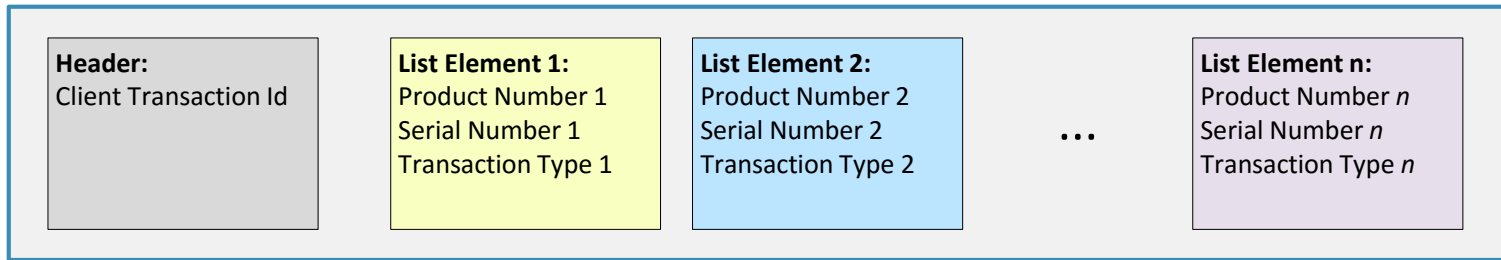 Header:
Client Transaction Id
List Element 1:
Product Number 1
Serial Number 1
Transaction Type 1
List Element 2:
Product Number 2
Serial Number 2
Transaction Type 2
...
List Element n:
Product Number n
Serial Number n
Transaction Type n